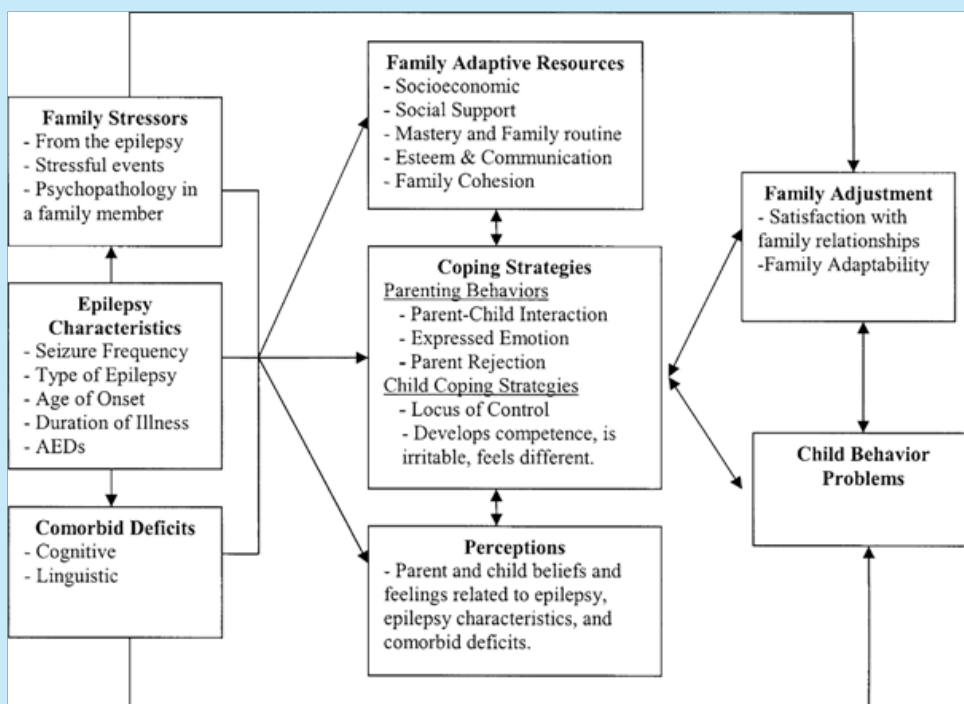 Family Stressors
- From the epilepsy
- Stressful events
- Psychopathology in
a family member
Epilepsy
Characteristics
- Seizure Frequency
- Type of Epilepsy
- Age of Onset
- Duration of Illness
- AEDs
Comorbid Deficits
- Cognitive
- Linguistic
Family Adaptive Resources
- Socioeconomic
- Social Support
- Mastery and Family routine
- Esteem & Communication
- Family Cohesion
Coping Strategies
Parenting Behaviors
- Parent-Child Interaction
- Expressed Emotion
- Parent Rejection
Child Coping Strategies
- Locus of Control
- Develops competence, is
irritable, feels different.
Perceptions
- Parent and child beliefs and
feelings related to epilepsy,
epilepsy characteristics, and
comorbid deficits.
Family Adjustment
- Satisfaction with
family relationships
-Family Adaptability
Child Behavior
Problems